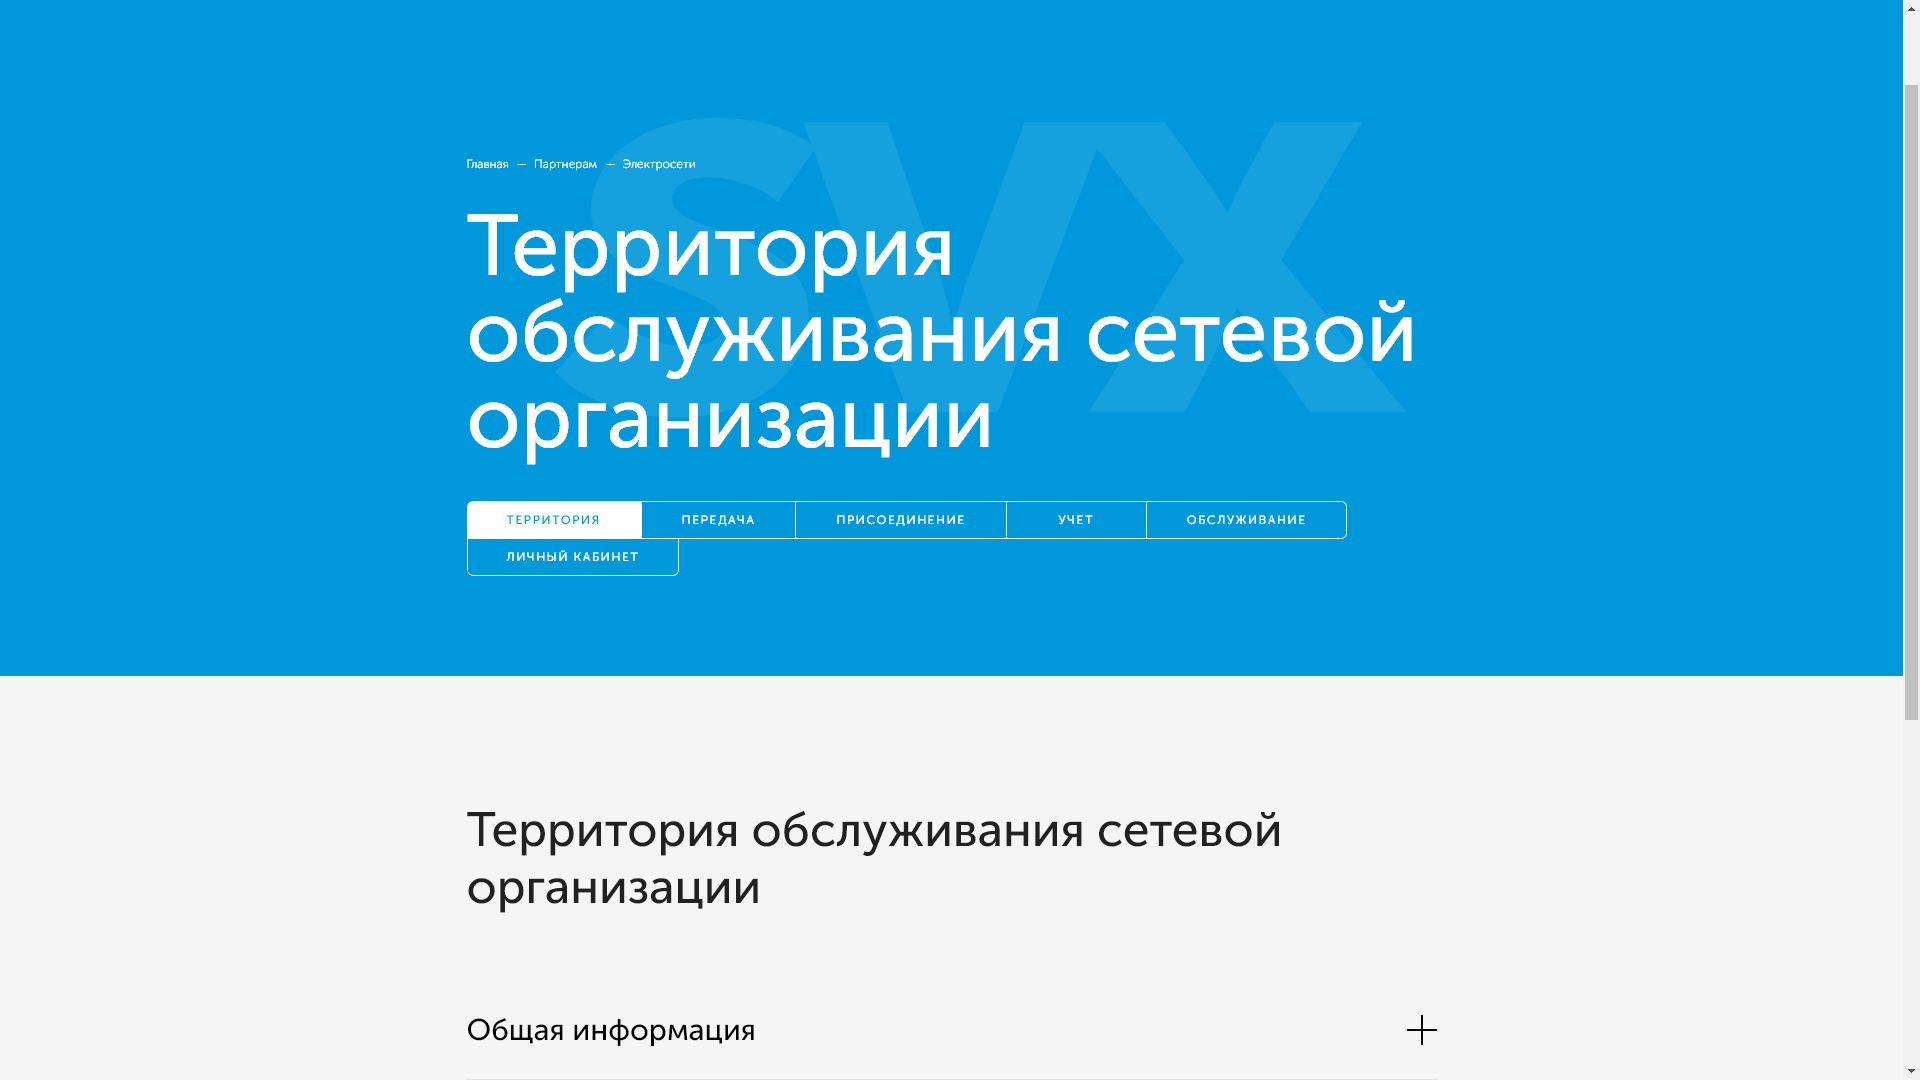 SVX
Главная — Партнерам — Электросети
Территория
обслуживания сетевой
организации
ТЕРРИТОРИЯ
ПЕРЕДАЧА
ПРИСОЕДИНЕНИЕ
УЧЕТ
ОБСЛУЖИВАНИЕ
ЛИЧНЫЙ КАБИНЕТ
Территория обслуживания сетевой
организации
Общая информация